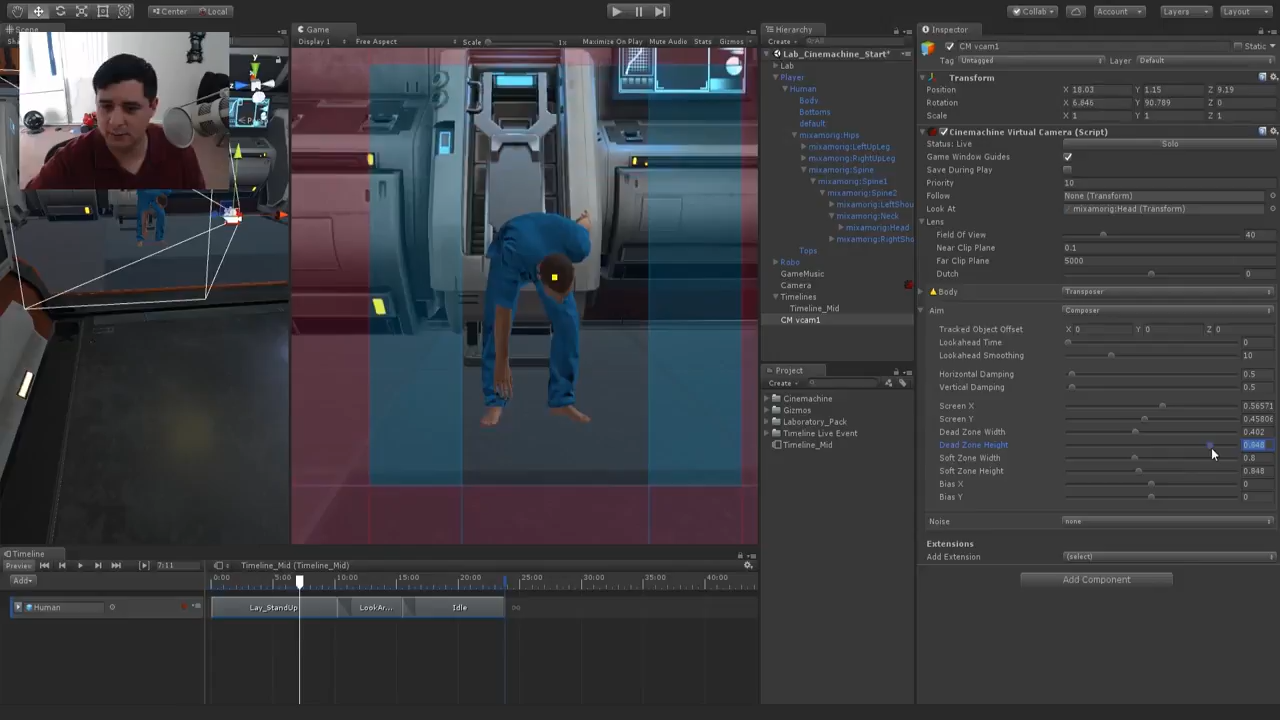 Center
Local
Collab
Account
Layers
Layout
Scene
Game
Hierarchy
Inspector
Display 1
Free Aspect
Scale
1x
Maximize On Play
Mute Audio
Stats
Gizmos
Create
All
Lab_Cinemachine_Start*
Lab
Player
Human
Body
Bottoms
default
mixamorig:Hips
mixamorig:LeftUpLeg
mixamorig:RightUpLeg
mixamorig:Spine
mixamorig:Spine1
mixamorig:Spine2
mixamorig:LeftShou
mixamorig:Neck
mixamorig:Head
mixamorig:RightSho
Tops
Robo
GameMusic
Camera
Timelines
Timeline_Mid
CM vcam1
Project
Create
Cinemachine
Gizmos
Laboratory_Pack
Timeline Live Event
Timeline_Mid
CM vcam1
Static
Tag Untagged Layer Default
Transform
Position X 18.03 Y 1.15 Z 9.19
Rotation X 6.846 Y 90.789 Z 0
Scale X 1 Y 1 Z 1
Cinemachine Virtual Camera (Script)
Status: Live Solo
Game Window Guides
Save During Play
Priority 10
Follow None (Transform)
Look At mixamorig:Head (Transform)
Lens
Field Of View 40
Near Clip Plane 0.1
Far Clip Plane 5000
Dutch 0
Body Transposer
Aim Composer
Tracked Object Offset X 0 Y 0 Z 0
Lookahead Time 0
Lookahead Smoothing 10
Horizontal Damping 0.5
Vertical Damping 0.5
Screen X 0.56571
Screen Y 0.45806
Dead Zone Width 0.402
Dead Zone Height 0.848
Soft Zone Width 0.8
Soft Zone Height 0.848
Bias X 0
Bias Y 0
Noise none
Extensions
Add Extension (select)
Add Component
Timeline
Preview 7:11 Timeline_Mid (Timeline_Mid)
Add
0:00 5:00 10:00 15:00 20:00 25:00 30:00 35:00 40:00
Human Lay_StandUp LookAr... Idle